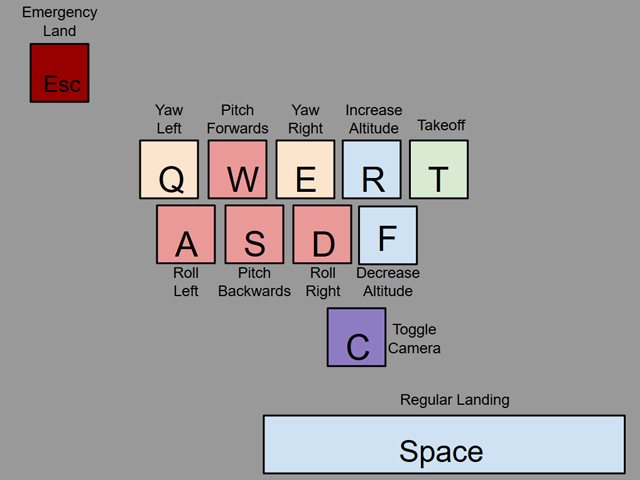 Emergency
Land
Esc
Yaw
Left
Pitch
Forwards
Yaw
Right
Increase
Altitude
Takeoff
Q
W
E
R
T
A
S
D
F
Roll
Left
Pitch
Backwards
Roll
Right
Decrease
Altitude
C
Toggle
Camera
Regular Landing
Space